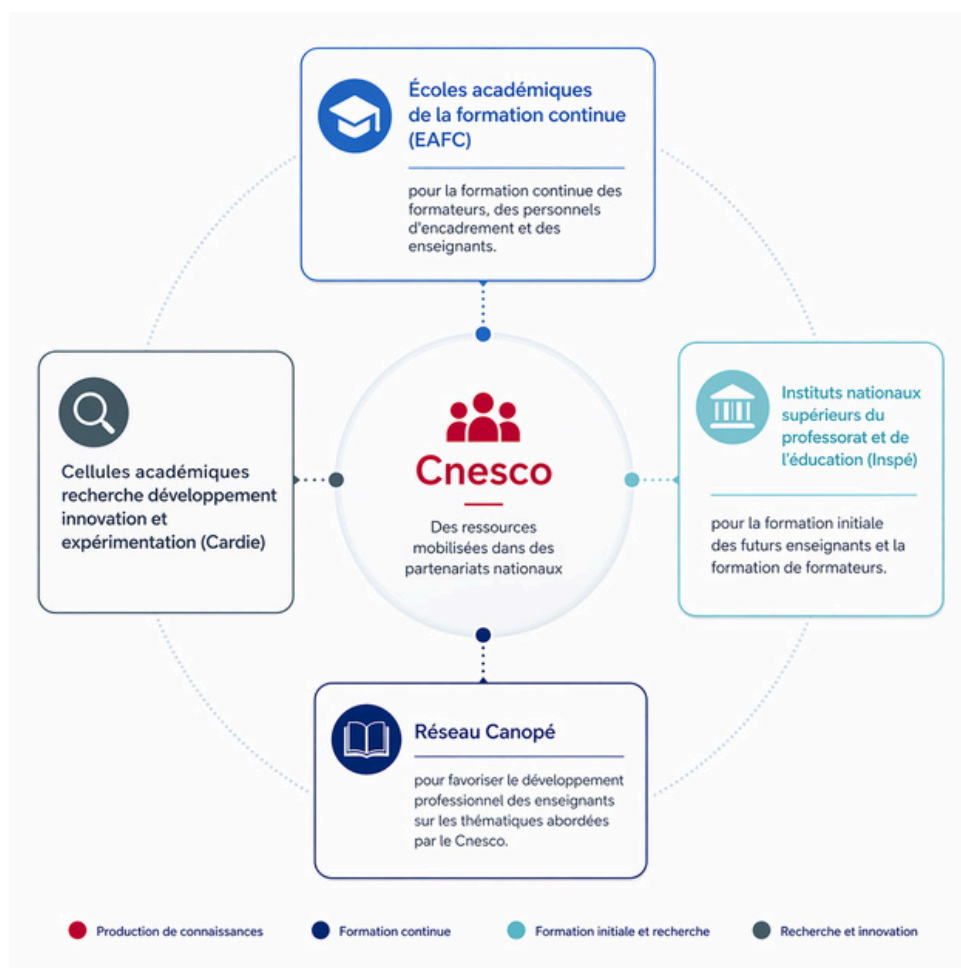 Écoles académiques
de la formation continue
(EAFC)
pour la formation continue des
formateurs, des personnels
d'encadrement et des
enseignants.
Cellules académiques
recherche développement
innovation et
expérimentation (Cardie)
Cnesco
Des ressources
mobilisées dans des
partenariats nationaux
Instituts nationaux
supérieurs du
professorat et de
l'éducation (Inspé)
pour la formation initiale
des futurs enseignants et la
formation de formateurs.
Réseau Canopé
pour favoriser le développement
professionnel des enseignants
sur les thématiques abordées
par le Cnesco.
Production de connaissances
Formation continue
Formation initiale et recherche
Recherche et innovation